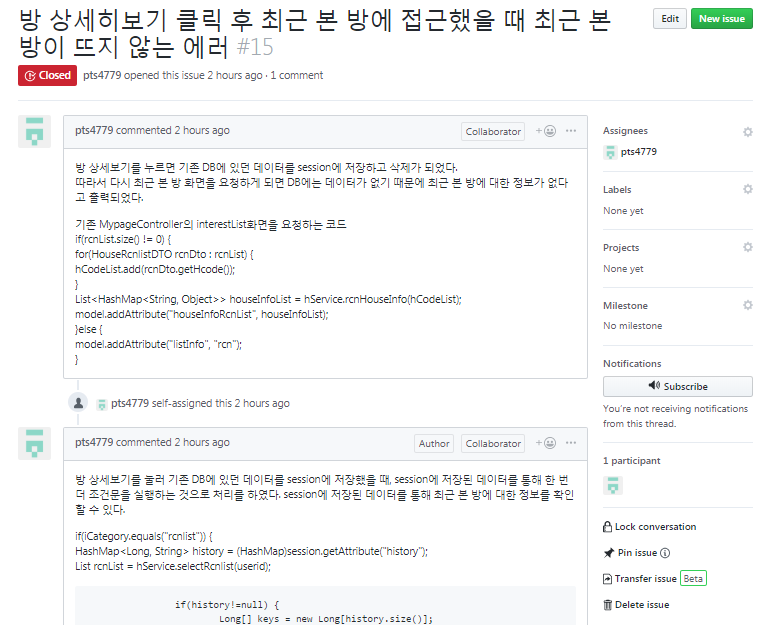 방 상세히보기 클릭 후 최근 본 방에 접근했을 때 최근 본
방이 뜨지 않는 에러 #15
Edit
New issue
Closed
pts4779 opened this issue 2 hours ago · 1 comment
pts4779 commented 2 hours ago
Collaborator
방 상세보기를 누르면 기존 DB에 있던 데이터를 session에 저장하고 삭제가 되었다.
따라서 다시 최근 본 방 화면을 요청하게 되면 DB에는 데이터가 없기 때문에 최근 본 방에 대한 정보가 없다
고 출력되었다.
기존 MypageController의 interestList화면을 요청하는 코드
if(rcnList.size() != 0) {
for(HouseRcnlistDTO rcnDto : rcnList) {
hCodeList.add(rcnDto.getHcode());
}
List<HashMap<String, Object>> houseInfoList = hService.rcnHouseInfo(hCodeList);
model.addAttribute("houseInfoRcnList", houseInfoList);
}else {
model.addAttribute("listInfo", "rcn");
}
pts4779 self-assigned this 2 hours ago
pts4779 commented 2 hours ago
Author
Collaborator
방 상세보기를 눌러 기존 DB에 있던 데이터를 session에 저장했을 때, session에 저장된 데이터를 통해 한 번
더 조건문을 실행하는 것으로 처리를 하였다. session에 저장된 데이터를 통해 최근 본 방에 대한 정보를 확인
할 수 있다.
if(iCategory.equals("rcnlist")) {
HashMap<Long, String> history = (HashMap)session.getAttribute("history");
List rcnList = hService.selectRcnlist(userid);
if(history!=null) {
Long[] keys = new Long[history.size()];
Assignees
pts4779
Labels
None yet
Projects
None yet
Milestone
No milestone
Notifications
Subscribe
You're not receiving notifications
from this thread.
1 participant
Lock conversation
Pin issue
Transfer issue Beta
Delete issue